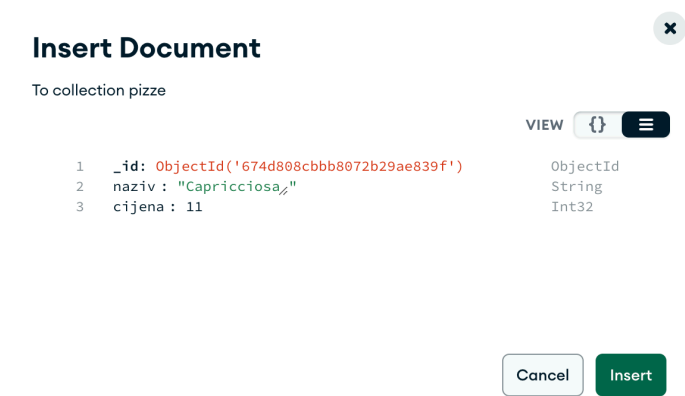 Insert Document
To collection pizze
VIEW {}
1 _id: ObjectId('674d808cbbb8072b29ae839f') ObjectId
2 naziv : "Capricciosa " String
3 cijena : 11 Int32
Cancel Insert